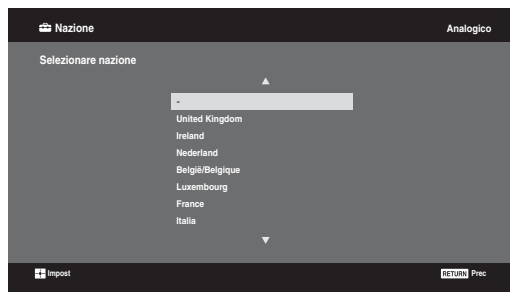 Nazione
Analogico
Selezionare nazione
-
United Kingdom
Ireland
Nederland
België/Belgique
Luxembourg
France
Italia
Impost
RETURN Prec